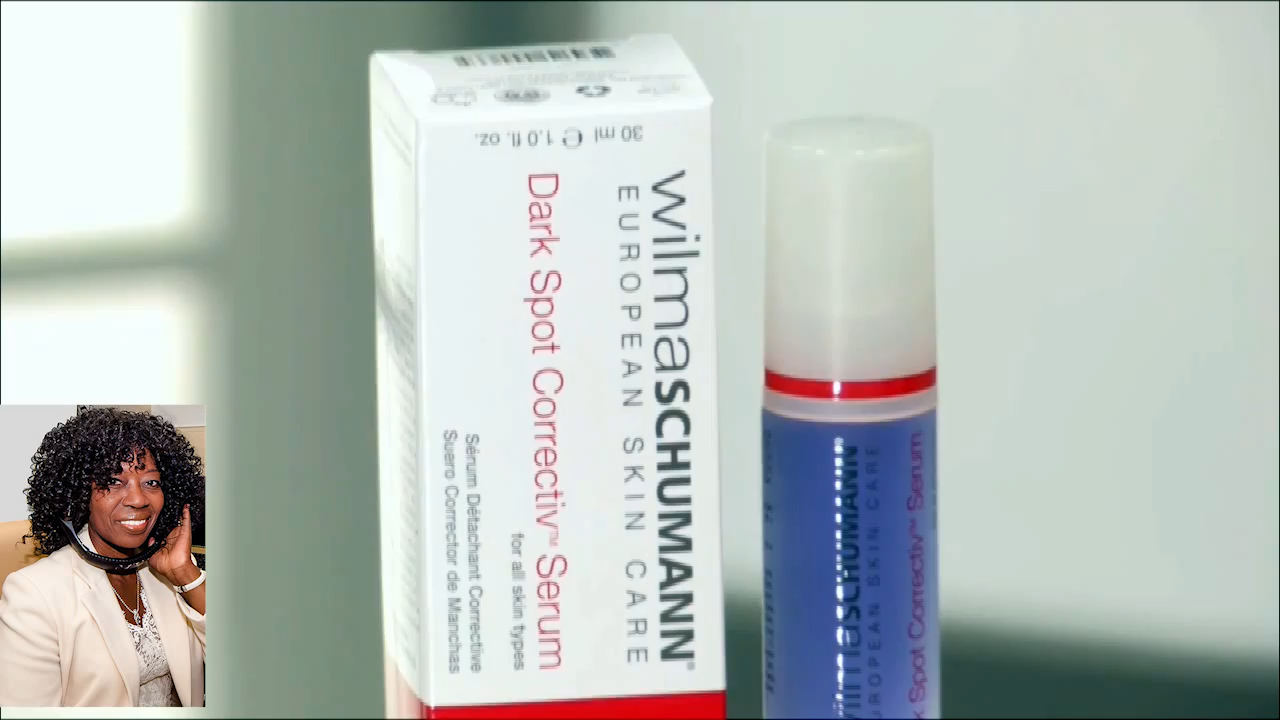 30 ml ℮ 1.0 fl. oz.
wilmaSCHUMANN®
EUROPEAN SKIN CARE
Dark Spot Correctiv™ Serum
for all skin types
Sérum Détachant Corrective
Suero Corrector de Manchas
wilmaSCHUMANN
EUROPEAN SKIN CARE
Spot Correctiv™ Serum